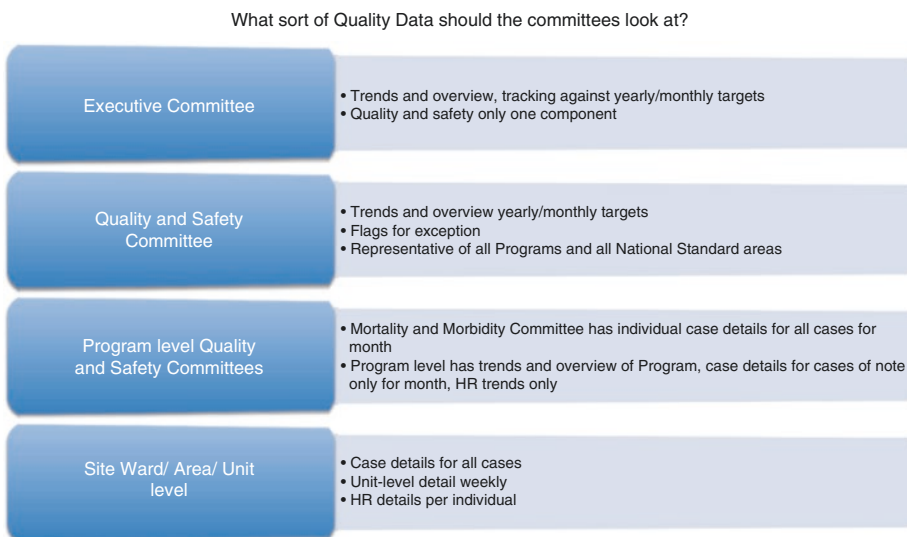 What sort of Quality Data should the committees look at?
Executive Committee
• Trends and overview, tracking against yearly/monthly targets
• Quality and safety only one component
Quality and Safety
Committee
• Trends and overview yearly/monthly targets
• Flags for exception
• Representative of all Programs and all National Standard areas
Program level Quality
and Safety Committees
• Mortality and Morbidity Committee has individual case details for all cases for
month
• Program level has trends and overview of Program, case details for cases of note
only for month, HR trends only
Site Ward/ Area/ Unit
level
• Case details for all cases
• Unit-level detail weekly
• HR details per individual